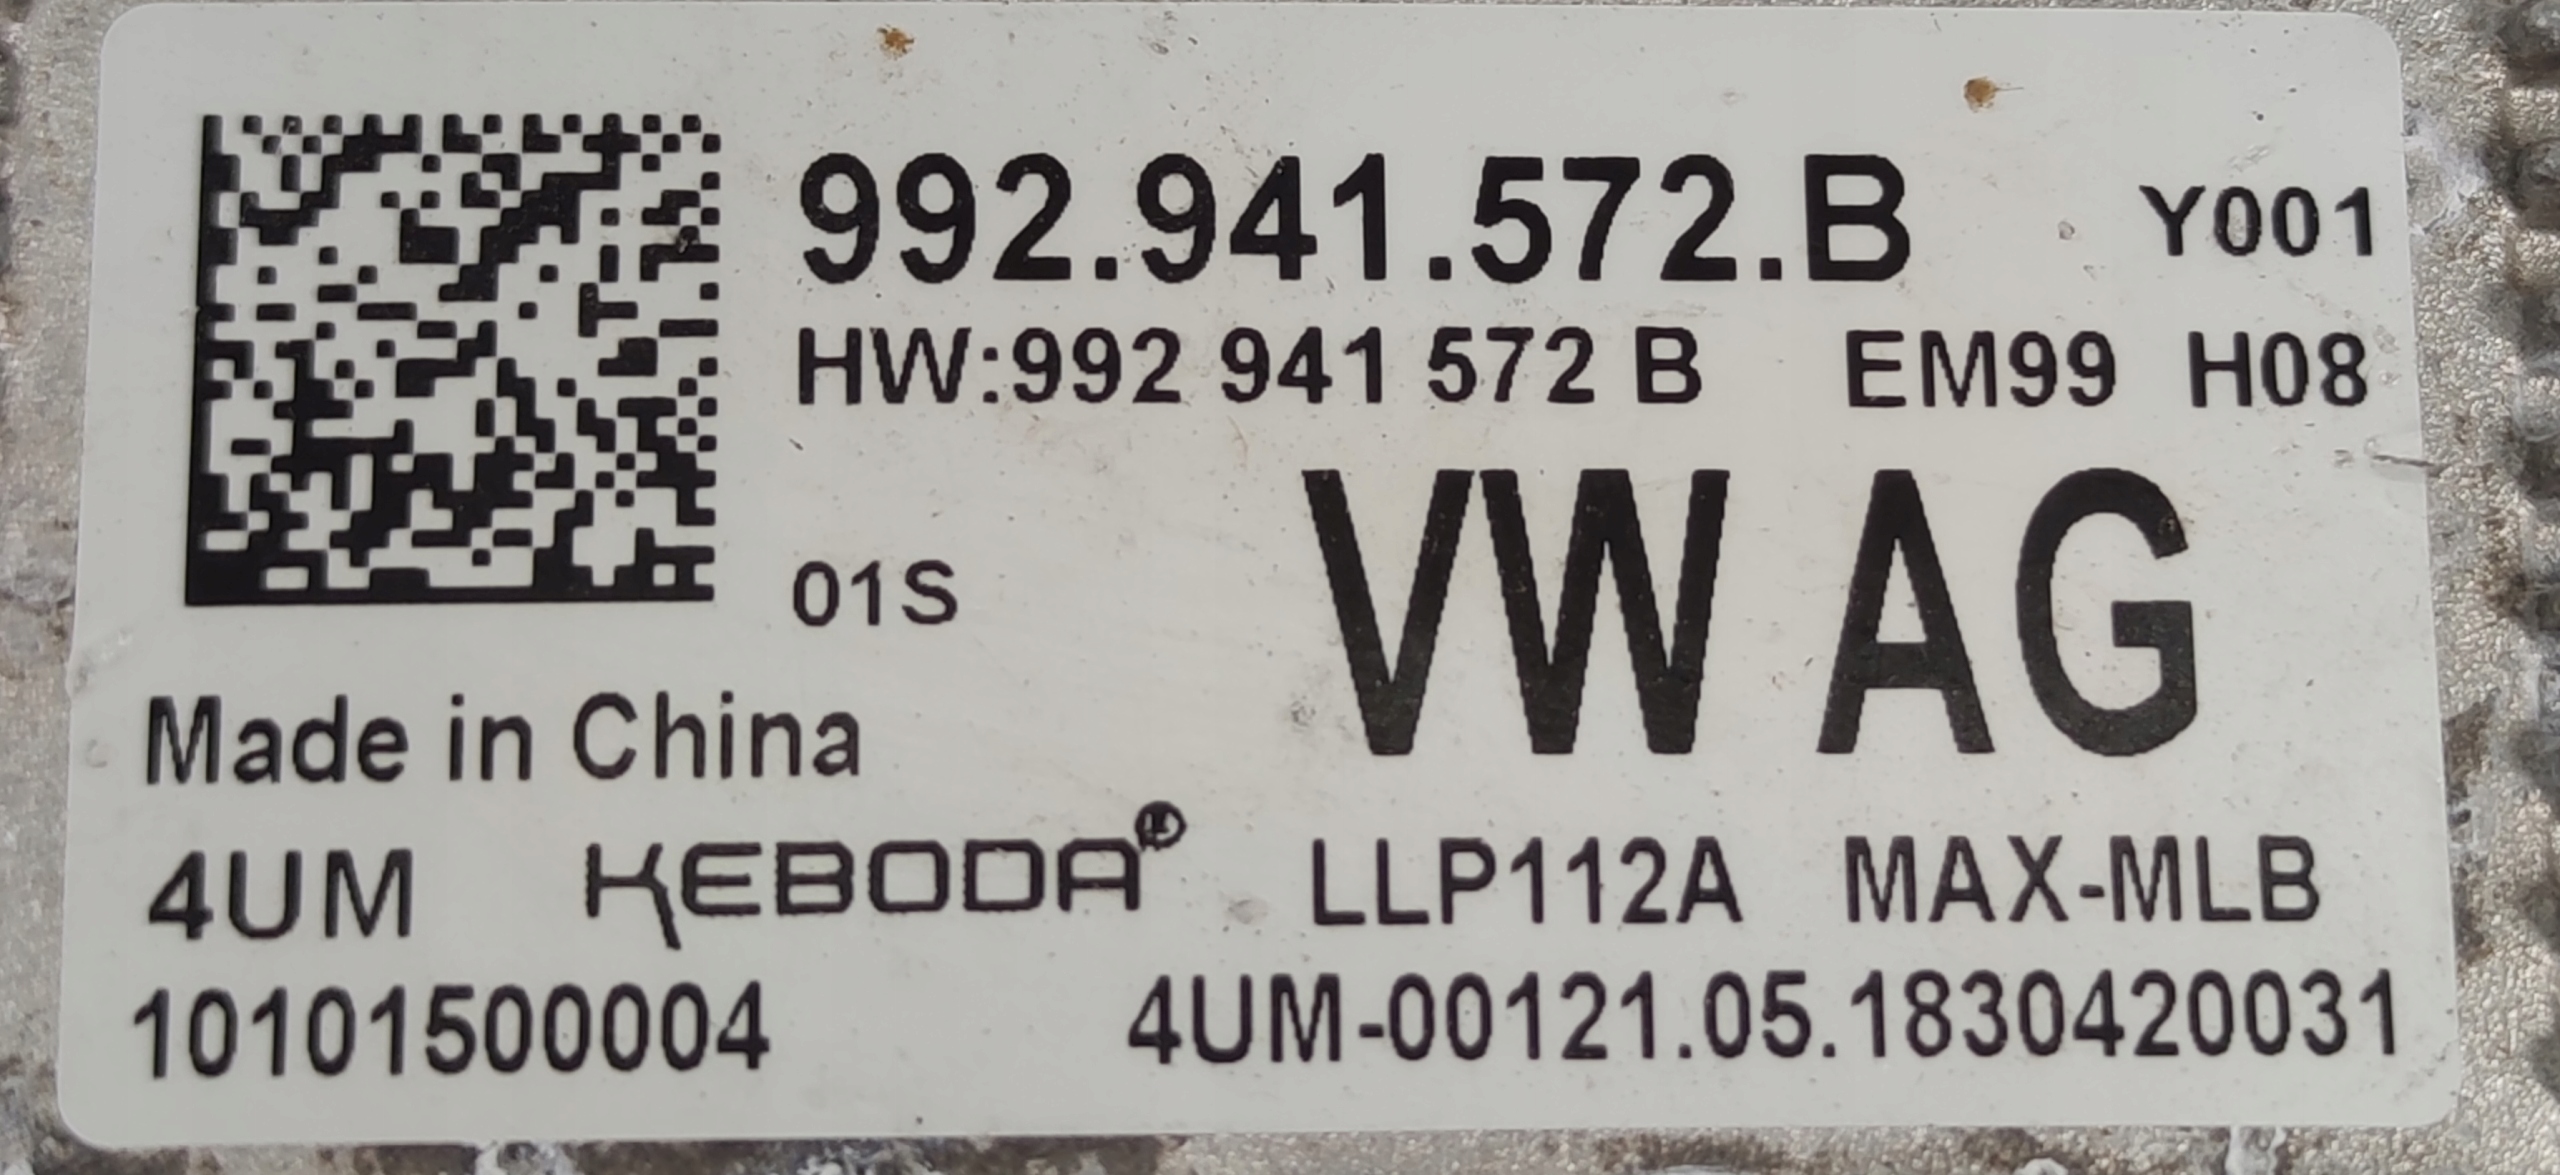 992.941.572.B Y001
HW:992 941 572 B EM99 H08
VW AG
01S
Made in China
4UM KEBODA® LLP112A MAX-MLB
10101500004 4UM-00121.05.1830420031